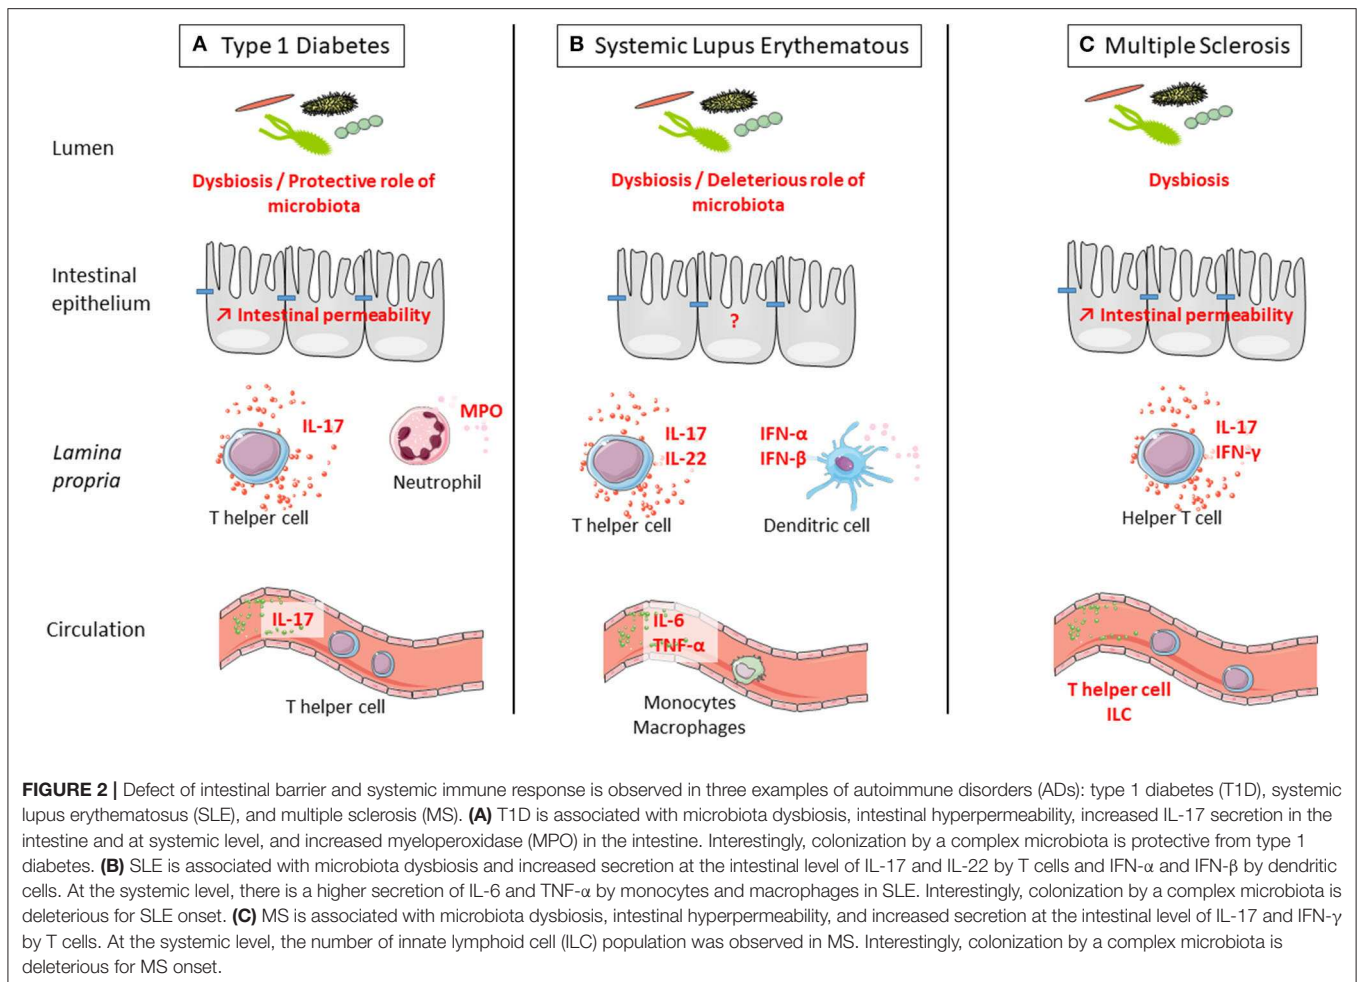 A Type 1 Diabetes
B Systemic Lupus Erythematous
C Multiple Sclerosis
Lumen
Dysbiosis / Protective role of
microbiota
Dysbiosis / Deleterious role of
microbiota
Dysbiosis
Intestinal
epithelium
↗ Intestinal permeability
?
↗ Intestinal permeability
Lamina
propria
IL-17
T helper cell
MPO
Neutrophil
IL-17
IL-22
T helper cell
IFN-α
IFN-β
Denditric cell
IL-17
IFN-γ
Helper T cell
Circulation
IL-17
T helper cell
IL-6
TNF-α
Monocytes
Macrophages
T helper cell
ILC
FIGURE 2 | Defect of intestinal barrier and systemic immune response is observed in three examples of autoimmune disorders (ADs): type 1 diabetes (T1D), systemic
lupus erythematosus (SLE), and multiple sclerosis (MS). (A) T1D is associated with microbiota dysbiosis, intestinal hyperpermeability, increased IL-17 secretion in the
intestine and at systemic level, and increased myeloperoxidase (MPO) in the intestine. Interestingly, colonization by a complex microbiota is protective from type 1
diabetes. (B) SLE is associated with microbiota dysbiosis and increased secretion at the intestinal level of IL-17 and IL-22 by T cells and IFN-α and IFN-β by dendritic
cells. At the systemic level, there is a higher secretion of IL-6 and TNF-α by monocytes and macrophages in SLE. Interestingly, colonization by a complex microbiota is
deleterious for SLE onset. (C) MS is associated with microbiota dysbiosis, intestinal hyperpermeability, and increased secretion at the intestinal level of IL-17 and IFN-γ
by T cells. At the systemic level, the number of innate lymphoid cell (ILC) population was observed in MS. Interestingly, colonization by a complex microbiota is
deleterious for MS onset.